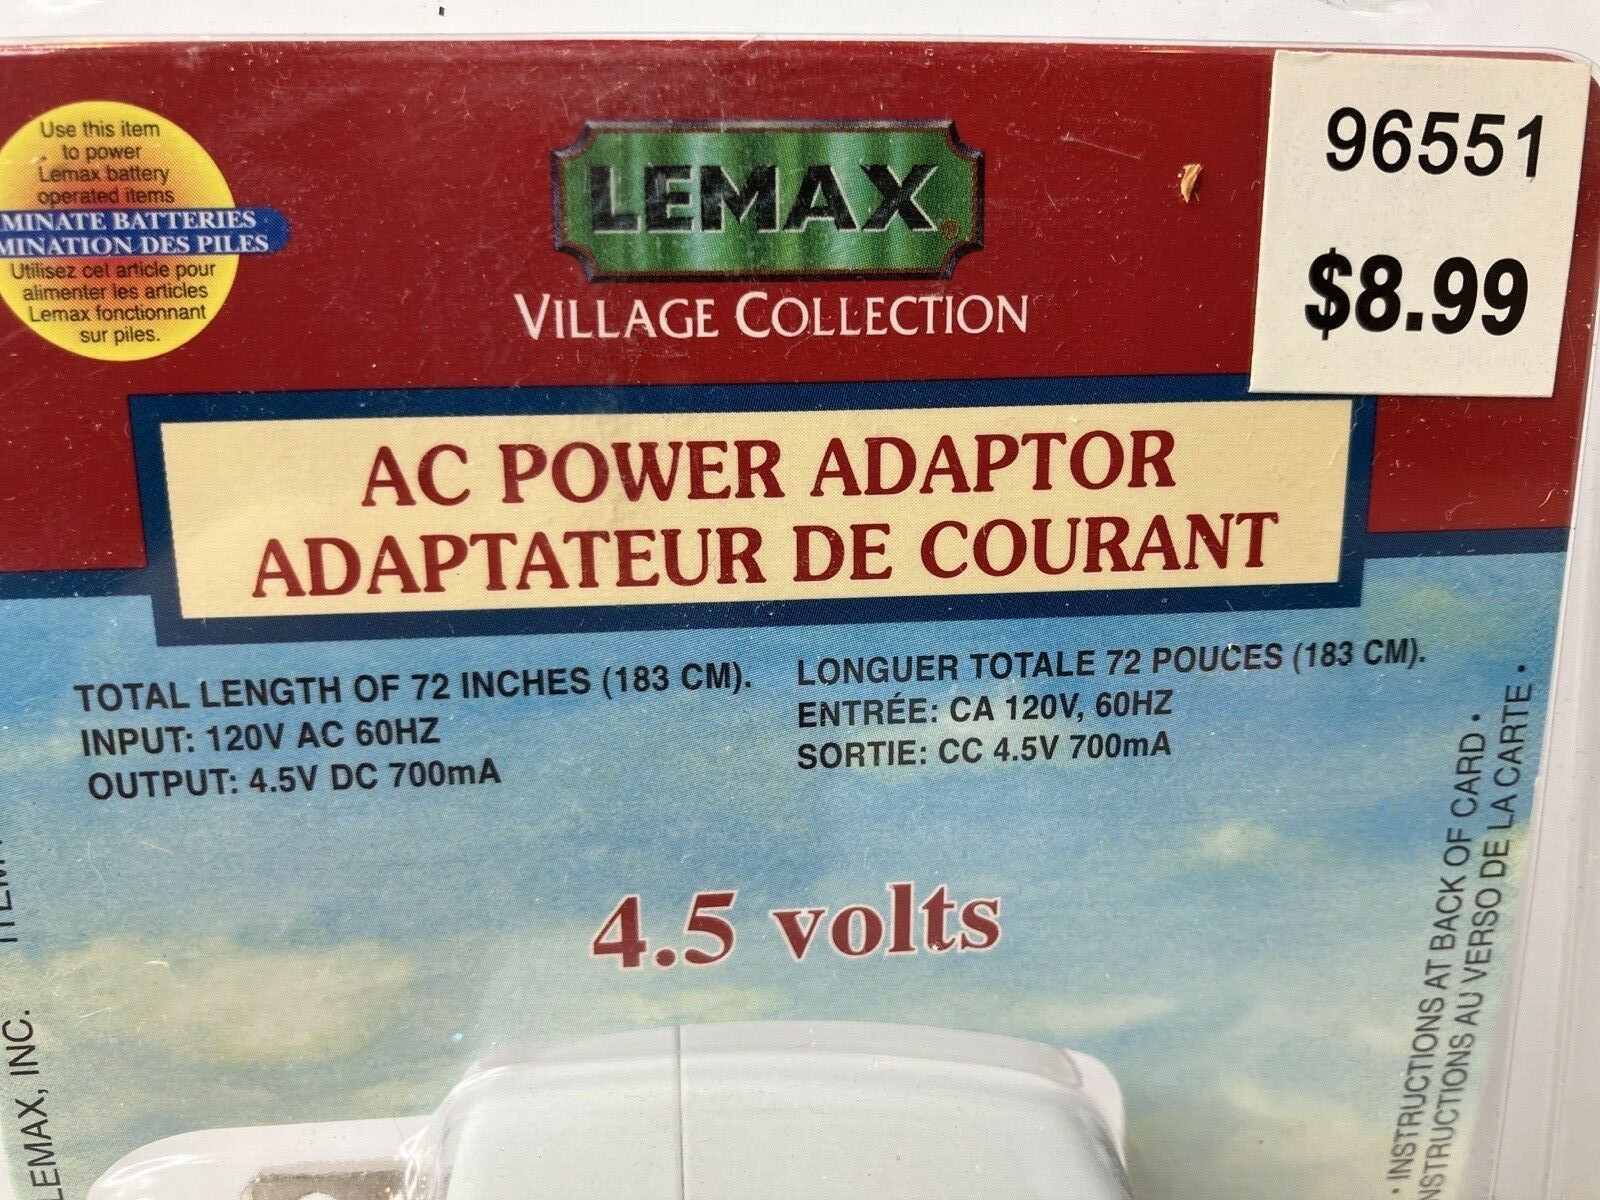 Use this item
to power
Lemax battery
operated items
MINATE BATTERIES
MINATION DES PILES
Utilisez cet article pour
alimenter les articles
Lemax fonctionnant
sur piles.
LEMAX®
VILLAGE COLLECTION
96551
$8.99
AC POWER ADAPTOR
ADAPTATEUR DE COURANT
TOTAL LENGTH OF 72 INCHES (183 CM).
INPUT: 120V AC 60HZ
OUTPUT: 4.5V DC 700mA
LONGUER TOTALE 72 POUCES (183 CM).
ENTRÉE: CA 120V, 60HZ
SORTIE: CC 4.5V 700mA
4.5 volts
• INSTRUCTIONS AT BACK OF CARD •
NSTRUCTIONS AU VERSO DE LA CARTE •
LEMAX, INC.